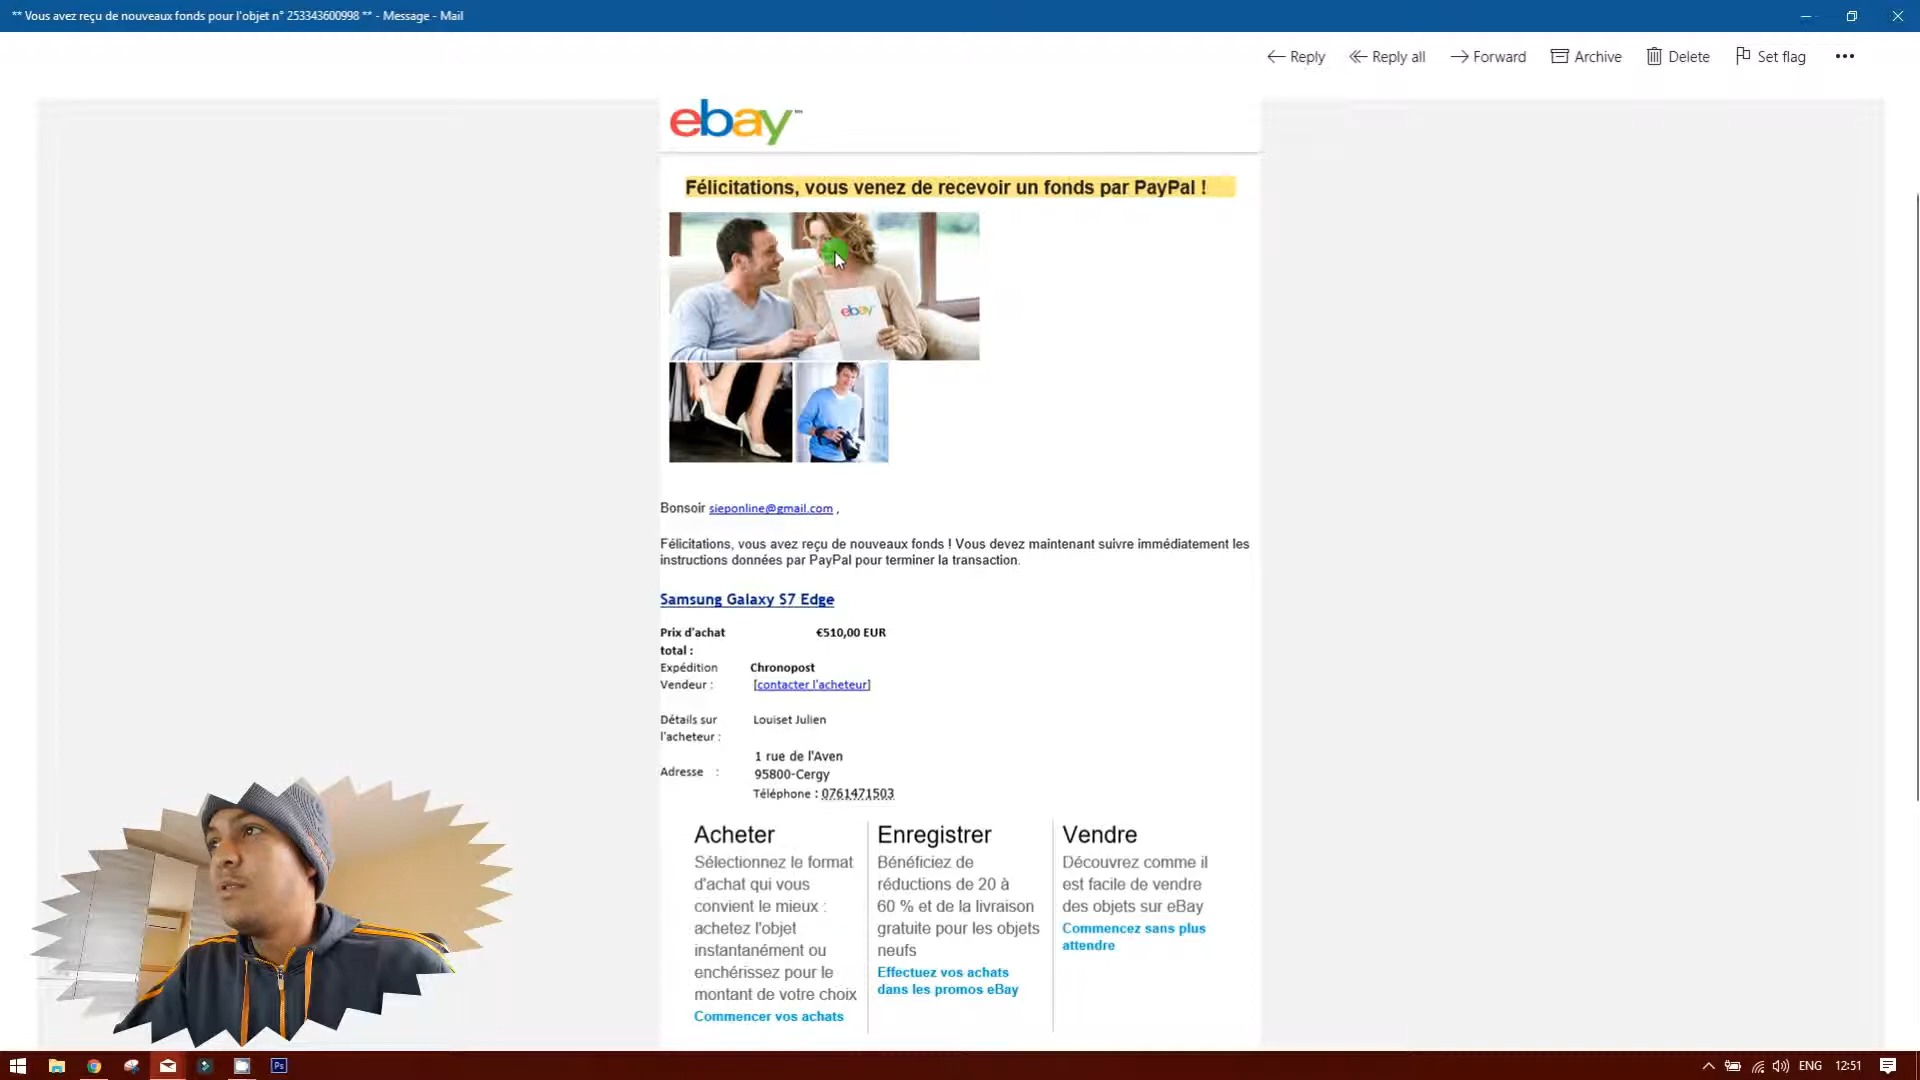 ** Vous avez reçu de nouveaux fonds pour l'objet n° 253343600998 ** - Message - Mail
Reply
Reply all
Forward
Archive
Delete
Set flag
ebay™
Félicitations, vous venez de recevoir un fonds par PayPal !
ebay
Bonsoir sieponline@gmail.com ,
Félicitations, vous avez reçu de nouveaux fonds ! Vous devez maintenant suivre immédiatement les
instructions données par PayPal pour terminer la transaction.
Samsung Galaxy S7 Edge
Prix d'achat €510,00 EUR
total :
Expédition Chronopost
Vendeur : [contacter l'acheteur]
Détails sur Louiset Julien
l'acheteur :
1 rue de l'Aven
Adresse : 95800-Cergy
Téléphone : 0761471503
Acheter
Sélectionnez le format
d'achat qui vous
convient le mieux :
achetez l'objet
instantanément ou
enchérissez pour le
montant de votre choix
Commencer vos achats
Enregistrer
Bénéficiez de
réductions de 20 à
60 % et de la livraison
gratuite pour les objets
neufs
Effectuez vos achats
dans les promos eBay
Vendre
Découvrez comme il
est facile de vendre
des objets sur eBay
Commencez sans plus
attendre
Ps
ENG
12:51